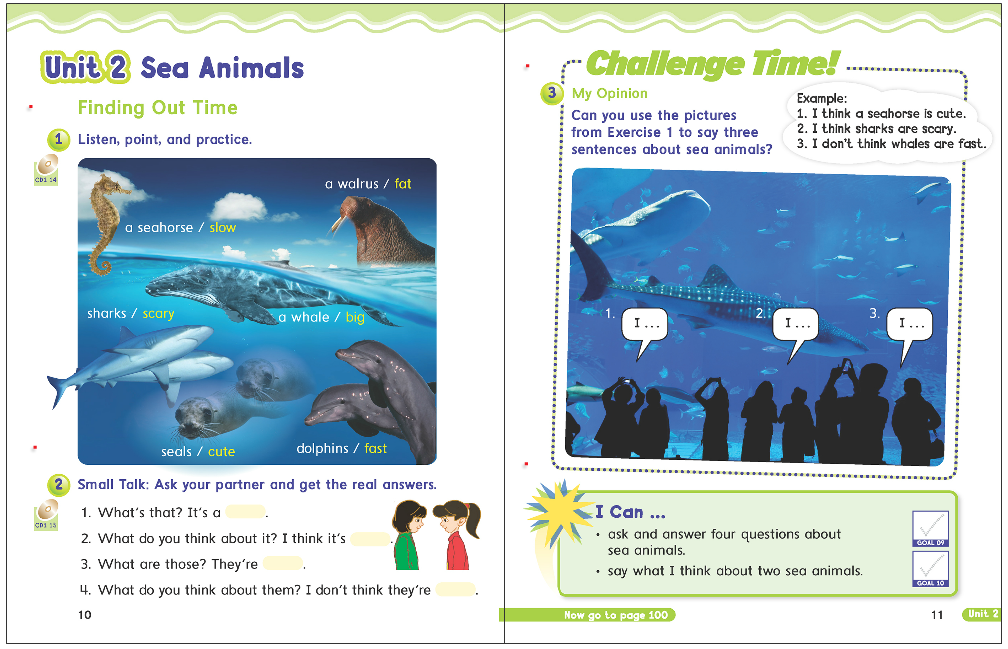 Unit 2 Sea Animals
Finding Out Time
1 Listen, point, and practice.
CD1 14
a walrus / fat
a seahorse / slow
sharks / scary
a whale / big
seals / cute
dolphins / fast
2 Small Talk: Ask your partner and get the real answers.
CD1 15
1. What's that? It's a .
2. What do you think about it? I think it's .
3. What are those? They're .
4. What do you think about them? I don't think they're .
10
Challenge Time!
3 My Opinion
Can you use the pictures
from Exercise 1 to say three
sentences about sea animals?
Example:
1. I think a seahorse is cute.
2. I think sharks are scary.
3. I don't think whales are fast.
1. I ...
2. I ...
3. I ...
I Can ...
• ask and answer four questions about
sea animals.
GOAL 09
• say what I think about two sea animals.
GOAL 10
Now go to page 100
11 Unit 2